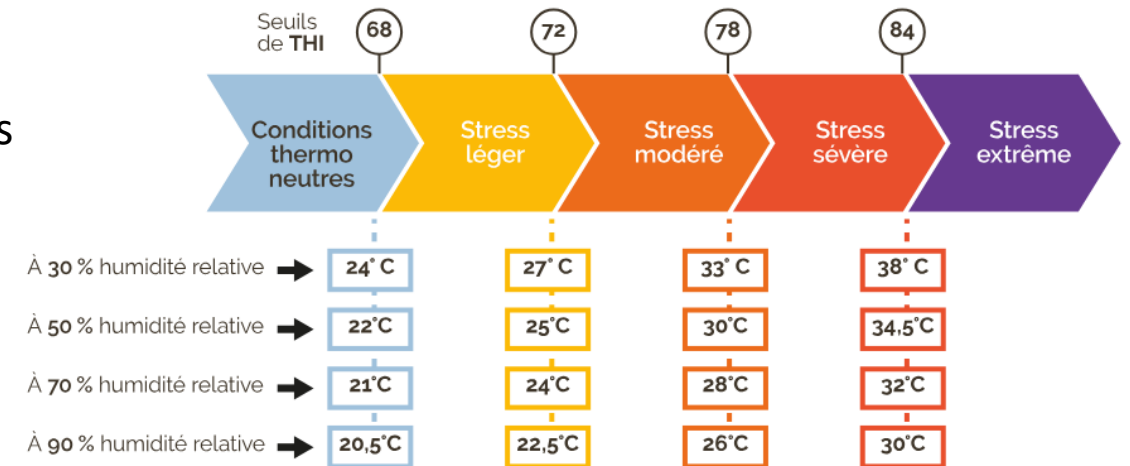 Seuils
de THI
68
72
78
84
s
Conditions
thermo
neutres
Stress
léger
Stress
modéré
Stress
sévère
Stress
extrême
À 30 % humidité relative
24° C
27° C
33° C
38° C
À 50 % humidité relative
22°C
25°C
30°C
34,5°C
À 70 % humidité relative
21°C
24°C
28°C
32°C
À 90 % humidité relative
20,5°C
22,5°C
26°C
30°C